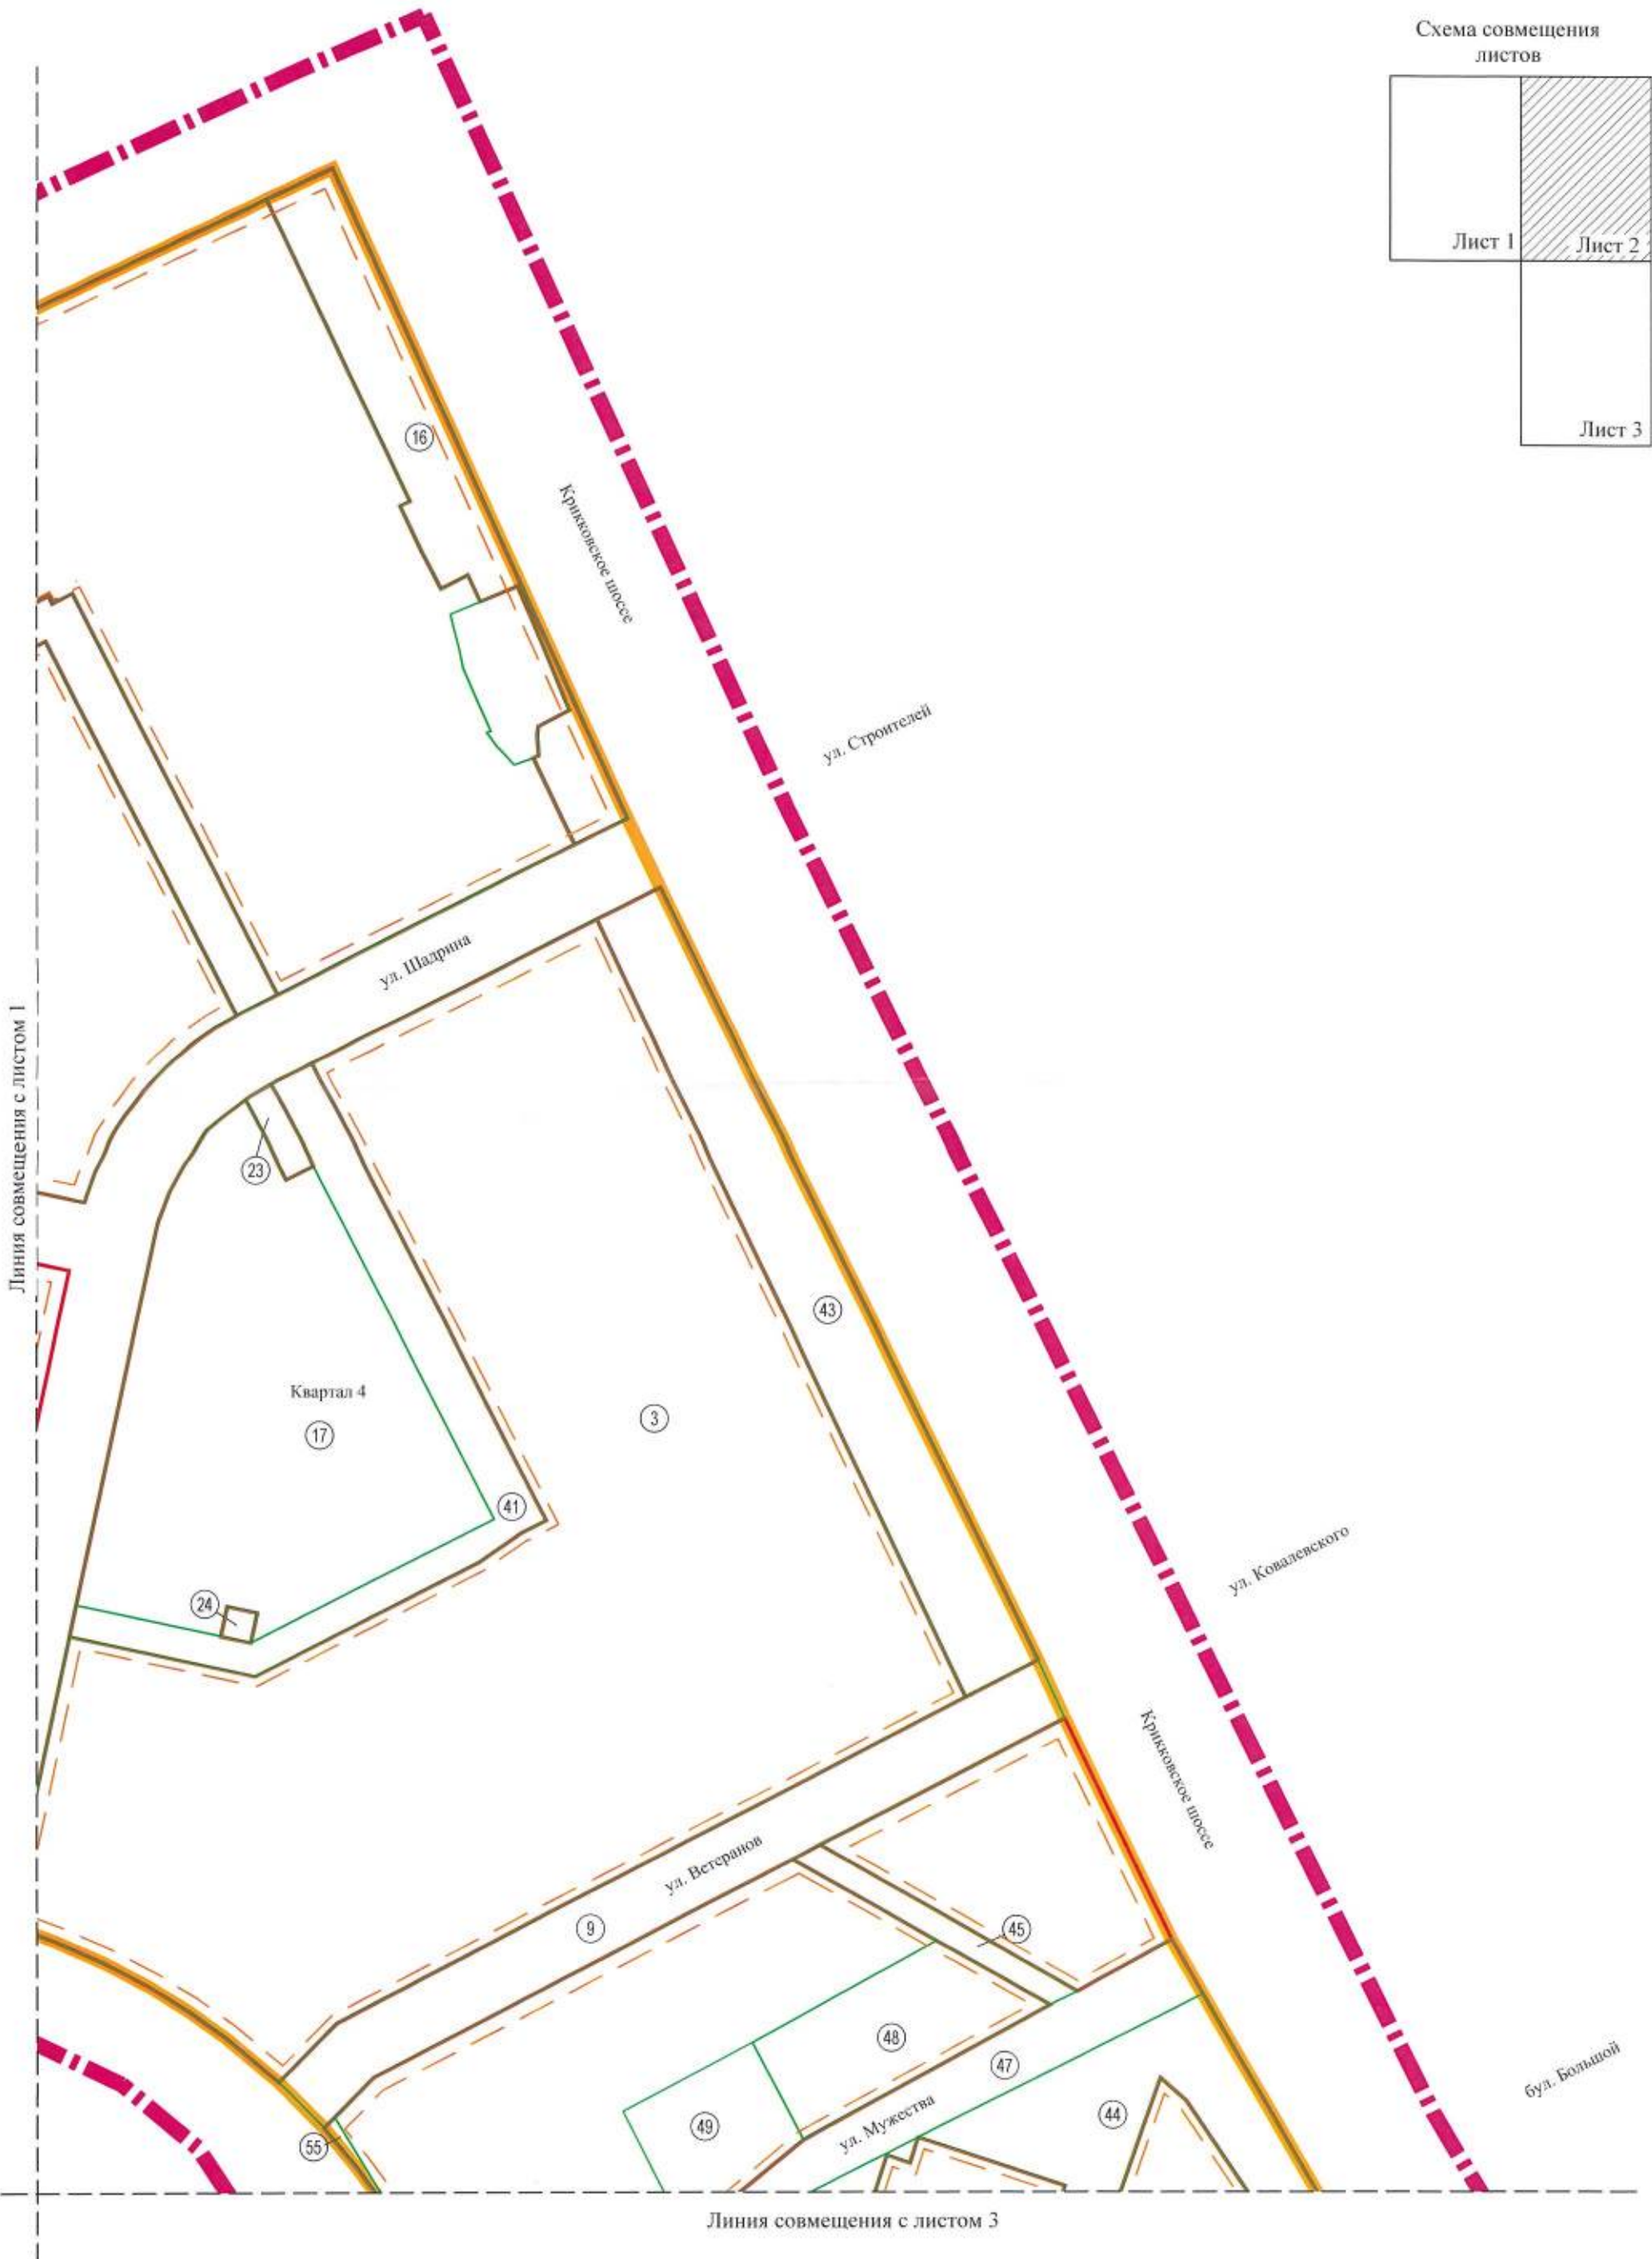 Схема совмещения
листов
Лист 1
Лист 2
Лист 3
16
Крикковское шоссе
ул. Строителей
ул. Шадрина
Линия совмещения с листом 1
23
43
Квартал 4
17
3
41
24
ул. Ковалевского
Крикковское шоссе
ул. Ветеранов
9
45
48
47
49
ул. Мужества
44
бул. Большой
55
Линия совмещения с листом 3